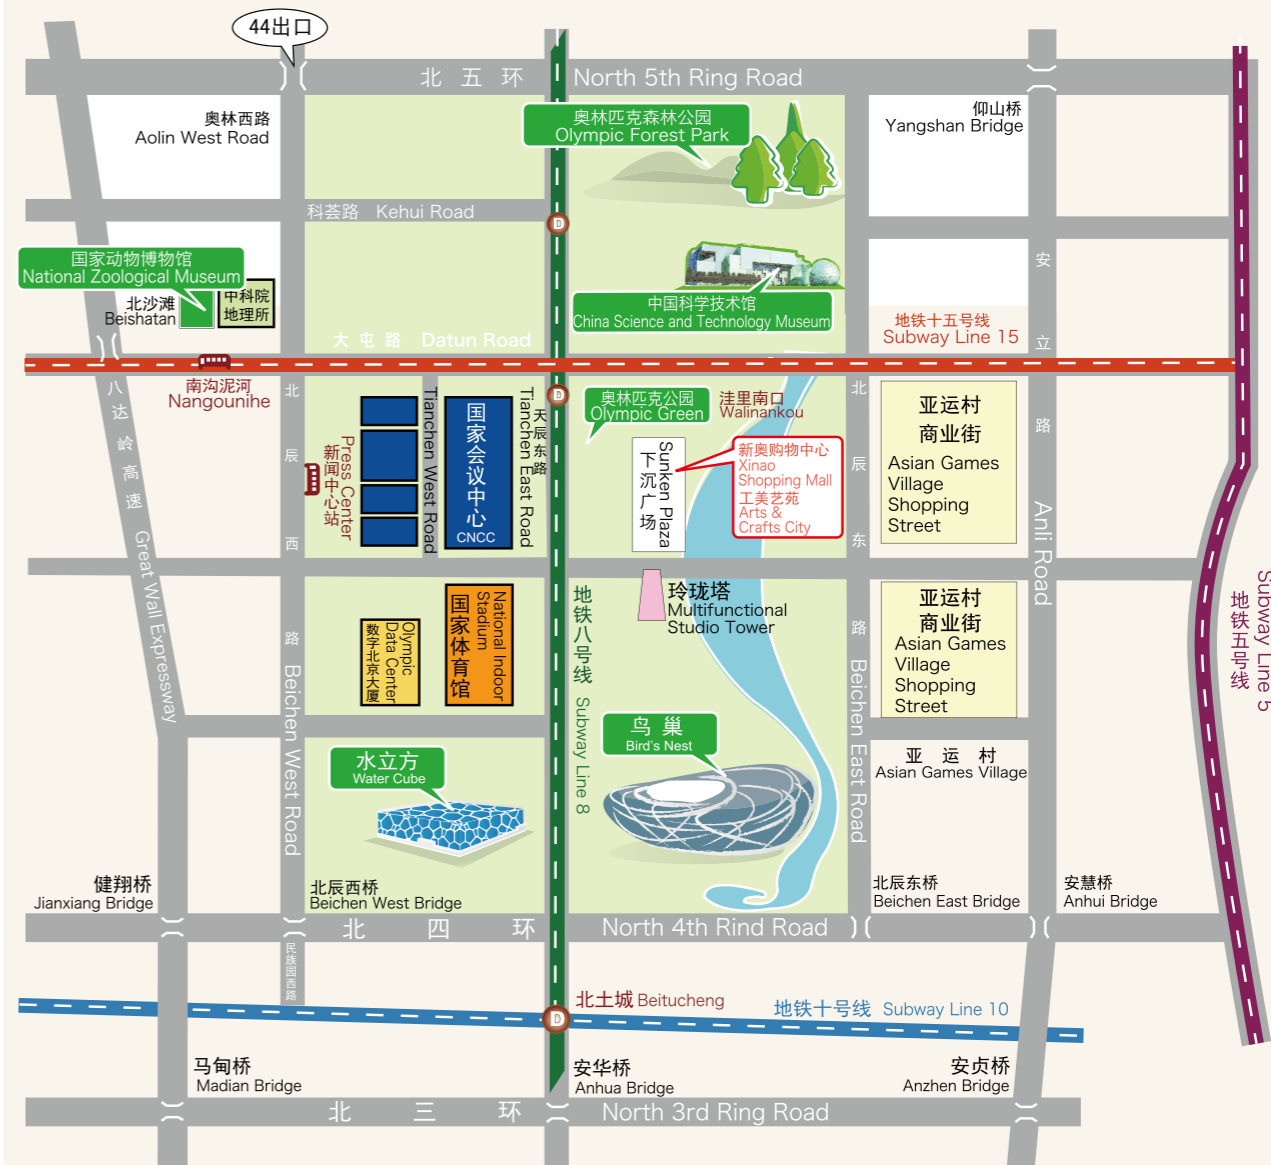 44出口
北五环 North 5th Ring Road
奥林西路
Aolin West Road
奥林匹克森林公园
Olympic Forest Park
仰山桥
Yangshan Bridge
科荟路 Kehui Road
D
国家动物博物馆
National Zoological Museum
中科院
地理所
北沙滩
Beishatan
中国科学技术馆
China Science and Technology Museum
地铁十五号线
Subway Line 15
大屯路 Datun Road
南沟泥河
Nangounihe
D
奥林匹克公园
Olympic Green
洼里南口
Walinankou
八达岭高速 Great Wall Expressway
北辰西路 Beichen West Road
Press Center
新闻中心站
Tianchen West Road
国家会议中心
CNCC
Tianchen East Road
天辰东路
Sunken Plaza
下沉广场
新奥购物中心
Xinao
Shopping Mall
工美艺苑
Arts &
Crafts City
北辰东路 Beichen East Road
亚运村
商业街
Asian Games
Village
Shopping
Street
安立路 Anli Road
Subway Line 5
地铁五号线
玲珑塔
Multifunctional
Studio Tower
地铁八号线 Subway Line 8
National Indoor
Stadium
国家体育馆
Olympic
Data Center
数字北京大厦
亚运村
商业街
Asian Games
Village
Shopping
Street
水立方
Water Cube
鸟巢
Bird's Nest
亚运村
Asian Games Village
健翔桥
Jianxiang Bridge
北辰西桥
Beichen West Bridge
北辰东桥
Beichen East Bridge
安慧桥
Anhui Bridge
北四环 North 4th Rind Road
民族园西路
北土城 Beitucheng
D
地铁十号线 Subway Line 10
马甸桥
Madian Bridge
安华桥
Anhua Bridge
安贞桥
Anzhen Bridge
北三环 North 3rd Ring Road